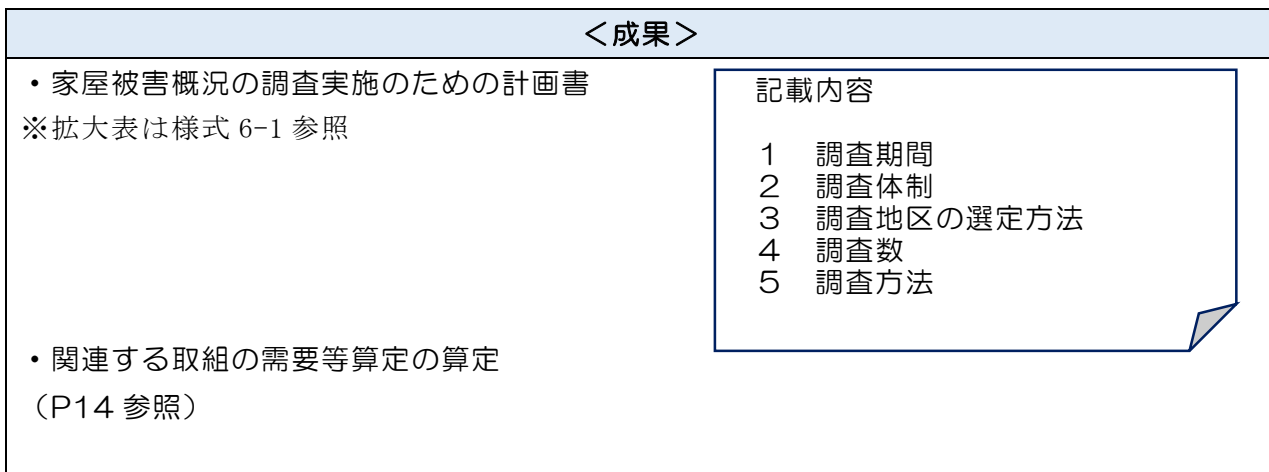 ＜成果＞
・家屋被害概況の調査実施のための計画書
※拡大表は様式 6-1 参照
記載内容
１　調査期間
２　調査体制
３　調査地区の選定方法
４　調査数
５　調査方法
・関連する取組の需要等算定の算定
（P14 参照）